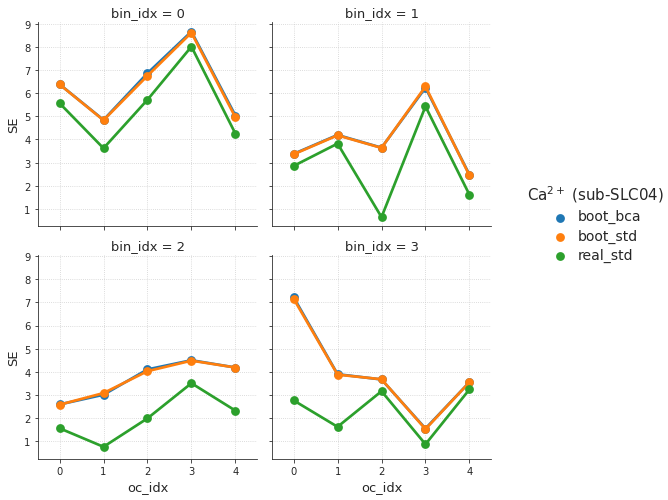 bin_idx = 0
bin_idx = 1
9
8
7
6
5
4
3
2
1
SE
Ca²⁺ (sub-SLC04)
boot_bca
boot_std
real_std
bin_idx = 2
bin_idx = 3
9
8
7
6
5
4
3
2
1
SE
0 1 2 3 4
0 1 2 3 4
oc_idx
oc_idx